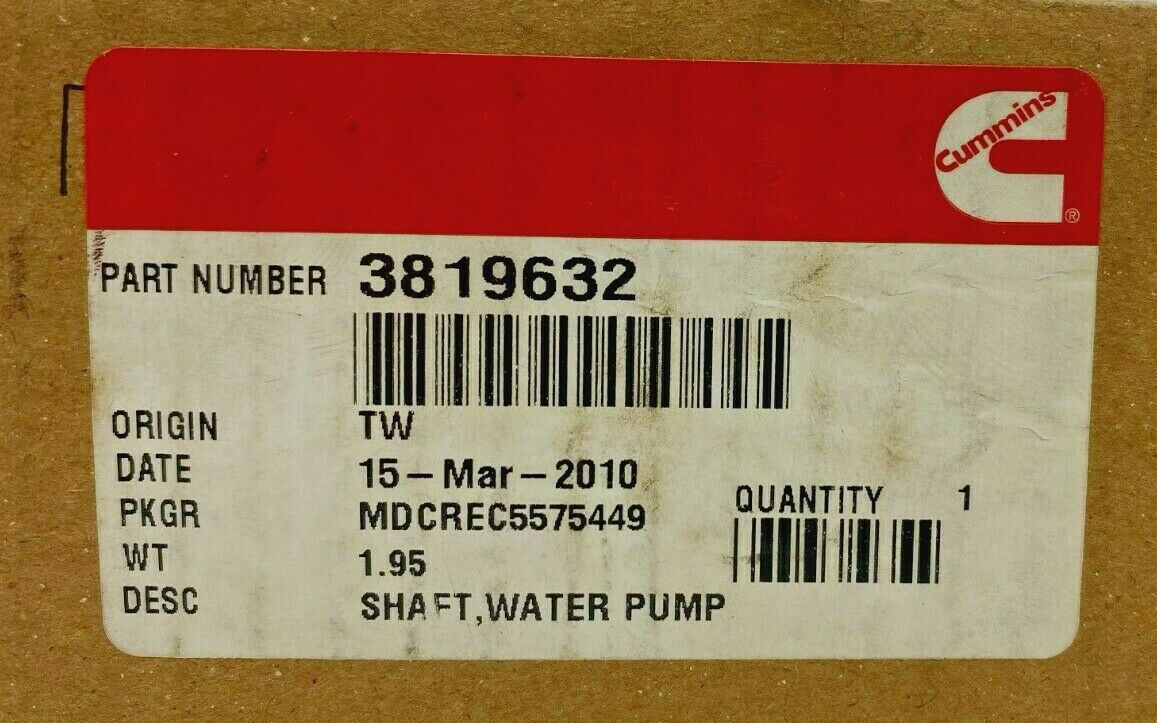 Cummins
®
PART NUMBER 3819632
ORIGIN TW
DATE 15-Mar-2010
PKGR MDCREC5575449
QUANTITY 1
WT 1.95
DESC SHAFT,WATER PUMP